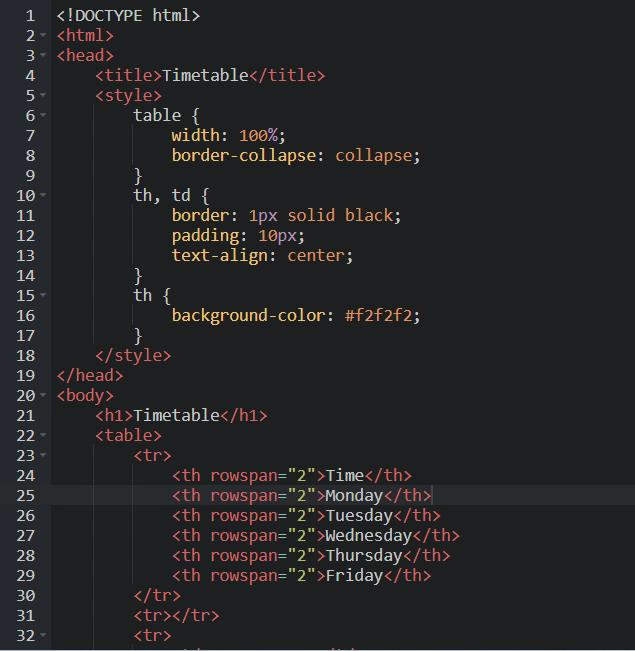 1 <!DOCTYPE html>
2 <html>
3 <head>
4     <title>Timetable</title>
5     <style>
6         table {
7             width: 100%;
8             border-collapse: collapse;
9         }
10         th, td {
11             border: 1px solid black;
12             padding: 10px;
13             text-align: center;
14         }
15         th {
16             background-color: #f2f2f2;
17         }
18     </style>
19 </head>
20 <body>
21     <h1>Timetable</h1>
22     <table>
23         <tr>
24             <th rowspan="2">Time</th>
25             <th rowspan="2">Monday</th>
26             <th rowspan="2">Tuesday</th>
27             <th rowspan="2">Wednesday</th>
28             <th rowspan="2">Thursday</th>
29             <th rowspan="2">Friday</th>
30         </tr>
31         <tr></tr>
32         <tr>